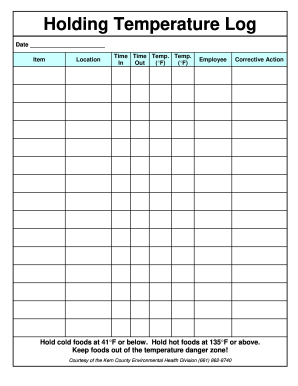 Holding Temperature Log
Date
Item Location Time In Time Out Temp. (°F) Temp. (°F) Employee Corrective Action
Hold cold foods at 41°F or below. Hold hot foods at 135°F or above.
Keep foods out of the temperature danger zone!
Courtesy of the Kern County Environmental Health Division (661) 862-8740